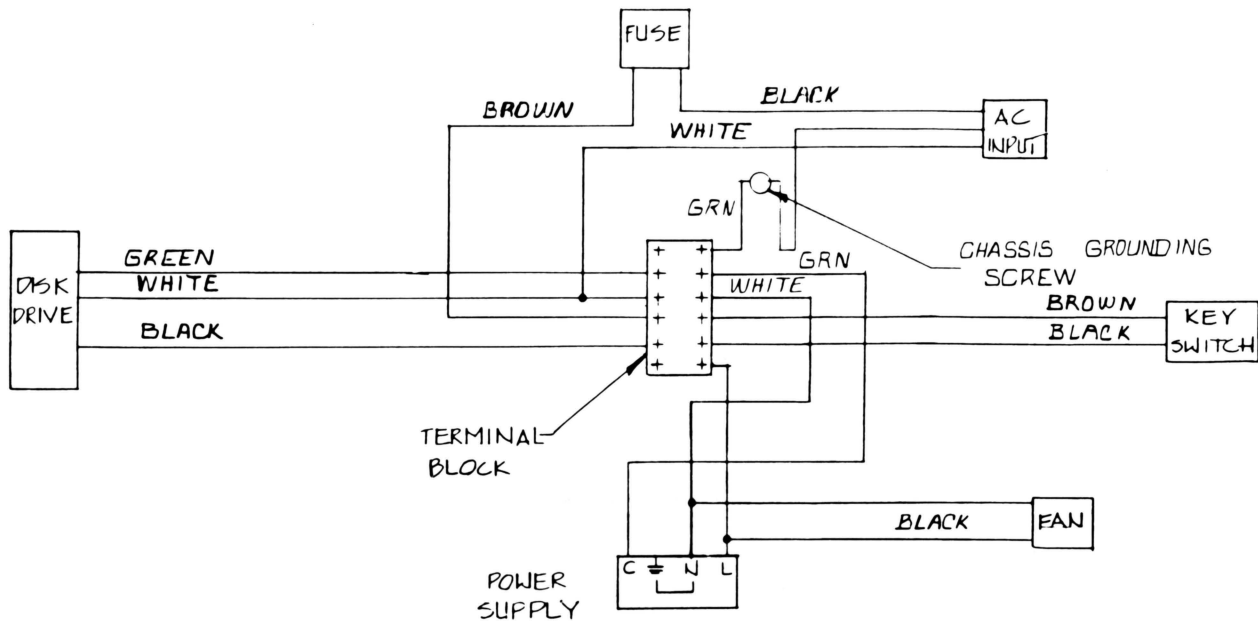 FUSE
BLACK
BROWN
WHITE
AC
INPUT
GRN
CHASSIS GROUNDING
SCREW
GREEN
GRN
WHITE
WHITE
DISK
DRIVE
BROWN
BLACK
BLACK
KEY
SWITCH
TERMINAL
BLOCK
BLACK
FAN
C N L
POWER
SUPPLY